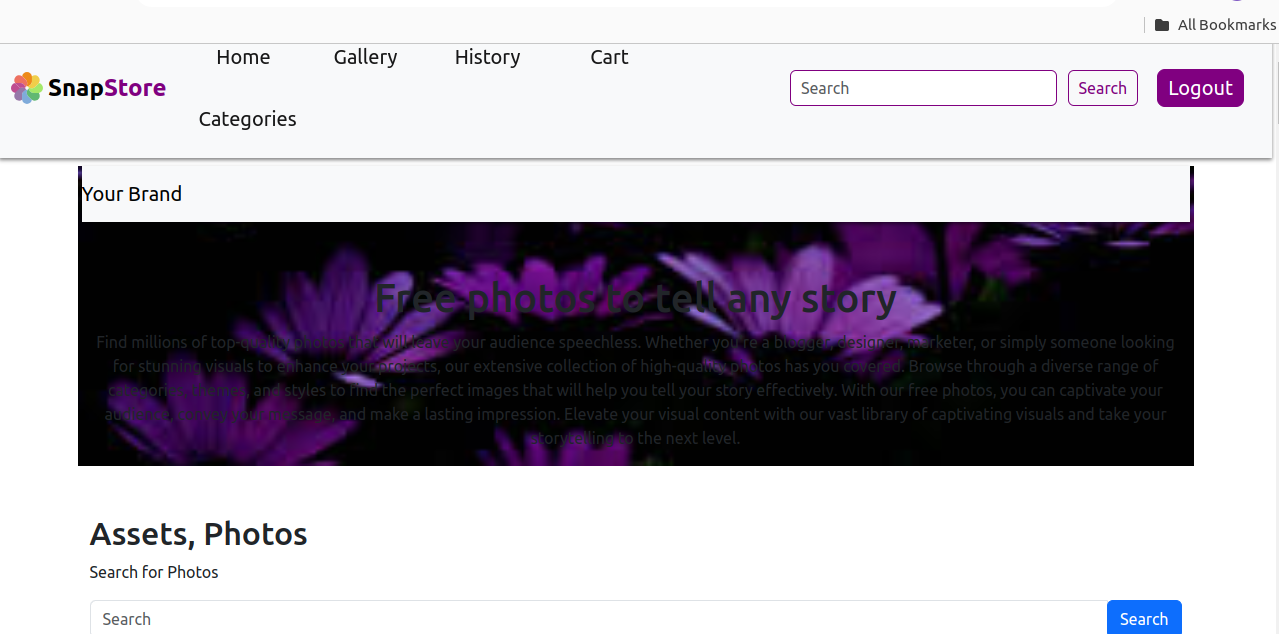 All Bookmarks
Home Gallery History Cart
SnapStore
Search Search Logout
Categories
Your Brand
Free photos to tell any story
Find millions of top-quality photos that will leave your audience speechless. Whether you're a blogger, designer, marketer, or simply someone looking
for stunning visuals to enhance your projects, our extensive collection of high-quality photos has you covered. Browse through a diverse range of
categories, themes, and styles to find the perfect images that will help you tell your story effectively. With our free photos, you can captivate your
audience, convey your message, and make a lasting impression. Elevate your visual content with our vast library of captivating visuals and take your
storytelling to the next level.
Assets, Photos
Search for Photos
Search Search